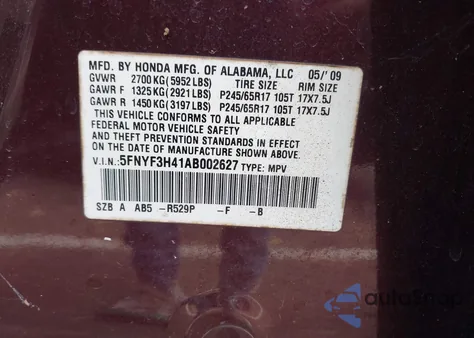 MFD. BY HONDA MFG. OF ALABAMA, LLC 05/'09
GVWR 2700 KG (5952 LBS) TIRE SIZE RIM SIZE
GAWR F 1325 KG (2921 LBS) P245/65R17 105T 17X7.5J
GAWR R 1450 KG (3197 LBS) P245/65R17 105T 17X7.5J
THIS VEHICLE CONFORMS TO ALL APPLICABLE
FEDERAL MOTOR VEHICLE SAFETY, BUMPER,
AND THEFT PREVENTION STANDARDS IN EFFECT
ON THE DATE OF MANUFACTURE SHOWN ABOVE.
V.I.N.: 5FNYF3H41AB002627 TYPE: MPV
SZB A AB5 -R529P -F -B
autoSnap